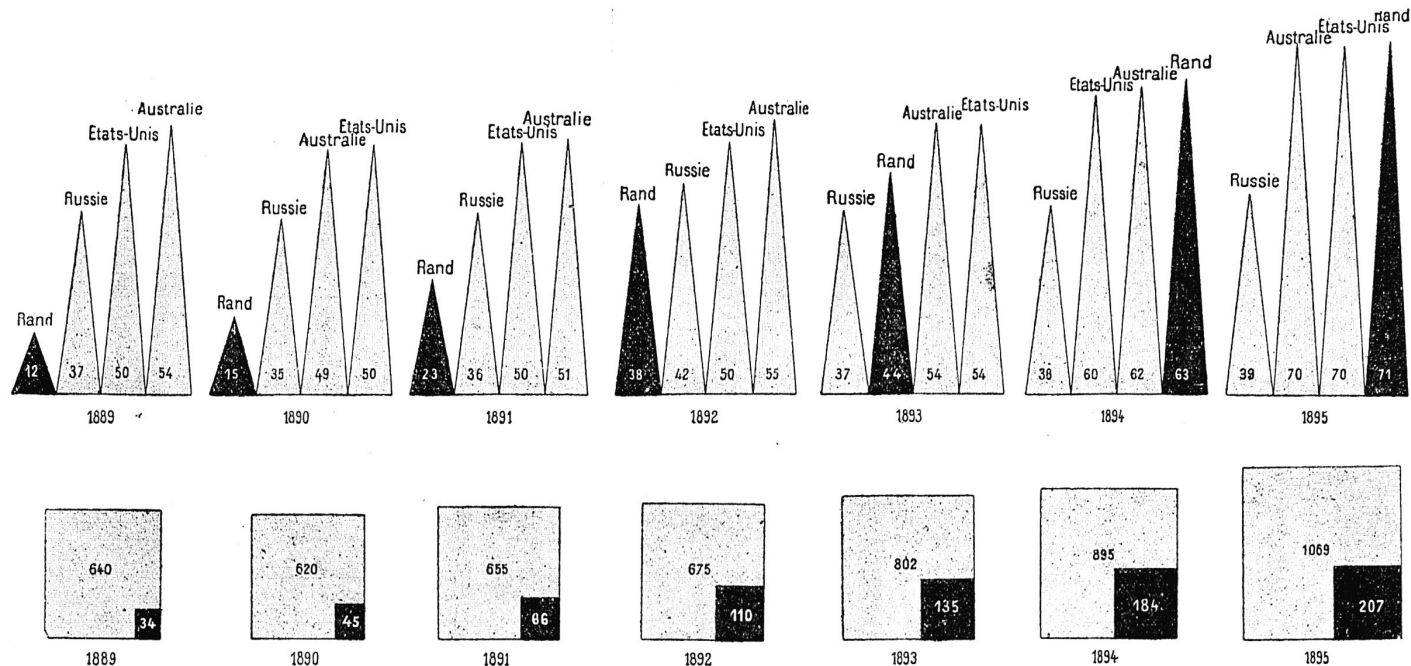 Rand
Russie
Etats-Unis
Australie
12
37
50
54
1889
Rand
Russie
Australie
Etats-Unis
15
35
49
50
1890
Rand
Russie
Etats-Unis
Australie
23
36
50
51
1891
Rand
Russie
Etats-Unis
Australie
38
42
50
55
1892
Russie
Rand
Australie
Etats-Unis
37
44
54
54
1893
Russie
Etats-Unis
Australie
Rand
36
60
62
63
1894
Russie
Australie
Etats-Unis
Rand
39
70
70
71
1895
640
34
1889
620
45
1890
655
66
1891
675
110
1892
802
135
1893
895
184
1894
1069
207
1895